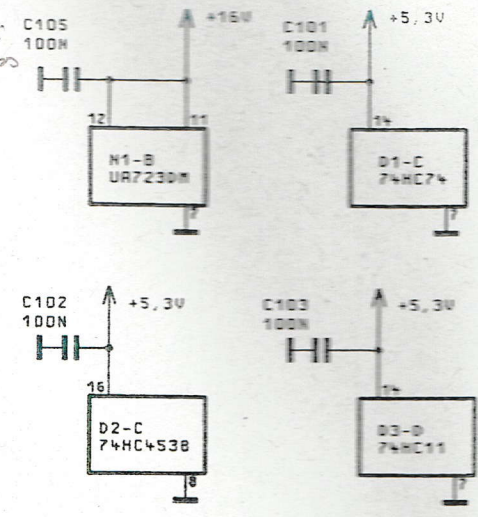 C105
100N
+16V
12
11
N1-B
UA723DM
7
C101
100N
+5,3V
14
D1-C
74HC74
7
C102
100N
+5,3V
16
D2-C
74HC4538
8
C103
100N
+5,3V
14
D3-D
74HC11
7